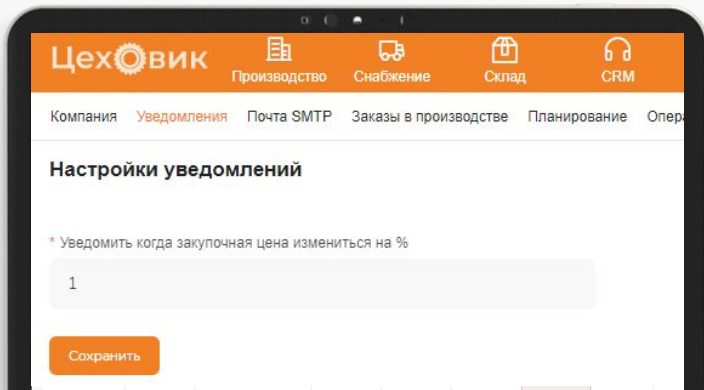 Цеховик
Производство Снабжение Склад CRM
Компания Уведомления Почта SMTP Заказы в производстве Планирование Опера
Настройки уведомлений
* Уведомить когда закупочная цена измениться на %
1
Сохранить